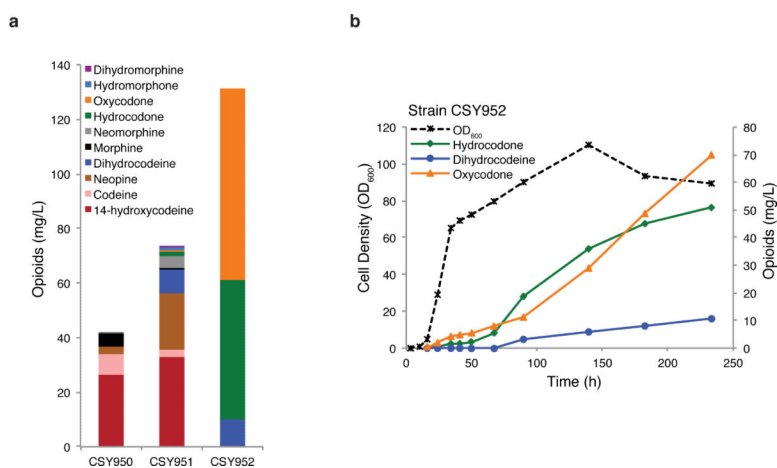 a
140
120
100
80
60
40
20
0
Opioids (mg/L)
Dihydromorphine
Hydromorphone
Oxycodone
Hydrocodone
Neomorphine
Morphine
Dihydrocodeine
Neopine
Codeine
14-hydroxycodeine
CSY950 CSY951 CSY952
b
Strain CSY952
OD600
Hydrocodone
Dihydrocodeine
Oxycodone
120
100
80
60
40
20
0
Cell Density (OD600)
80
70
60
50
40
30
20
10
0
Opioids (mg/L)
0 50 100 150 200 250
Time (h)